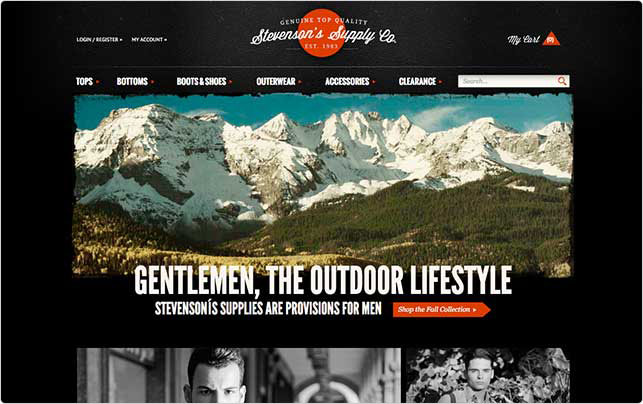 GENUINE TOP QUALITY
Stevenson's Supply Co.
EST. 1983
LOGIN / REGISTER » MY ACCOUNT »
My Cart
TOPS
BOTTOMS
BOOTS & SHOES
OUTERWEAR
ACCESSORIES
CLEARANCE
Search...
GENTLEMEN, THE OUTDOOR LIFESTYLE
STEVENSONÍS SUPPLIES ARE PROVISIONS FOR MEN
Shop the Fall Collection